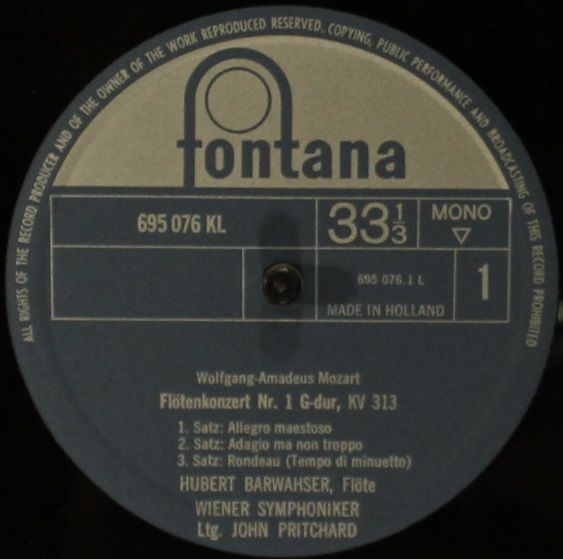 ALL RIGHTS OF THE RECORD PRODUCER AND OF THE OWNER OF THE WORK REPRODUCED RESERVED. COPYING, PUBLIC PERFORMANCE AND BROADCASTING OF THIS RECORD PROHIBITED
fontana
695 076 KL
33 1/3
MONO
695 076.1 L
1
MADE IN HOLLAND
Wolfgang-Amadeus Mozart
Flötenkonzert Nr. 1 G-dur, KV 313
1. Satz: Allegro maestoso
2. Satz: Adagio ma non troppo
3. Satz: Rondeau (Tempo di minuetto)
HUBERT BARWAHSER, Flöte
WIENER SYMPHONIKER
Ltg. JOHN PRITCHARD